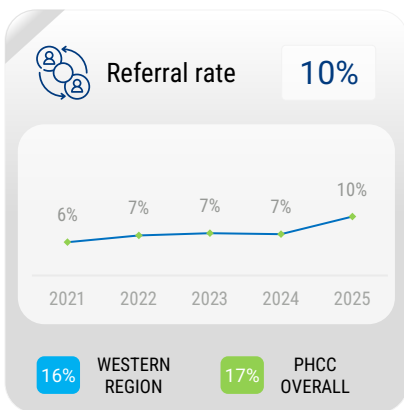 Referral rate 10%
10%
6% 7% 7% 7%
2021 2022 2023 2024 2025
16% WESTERN REGION
17% PHCC OVERALL